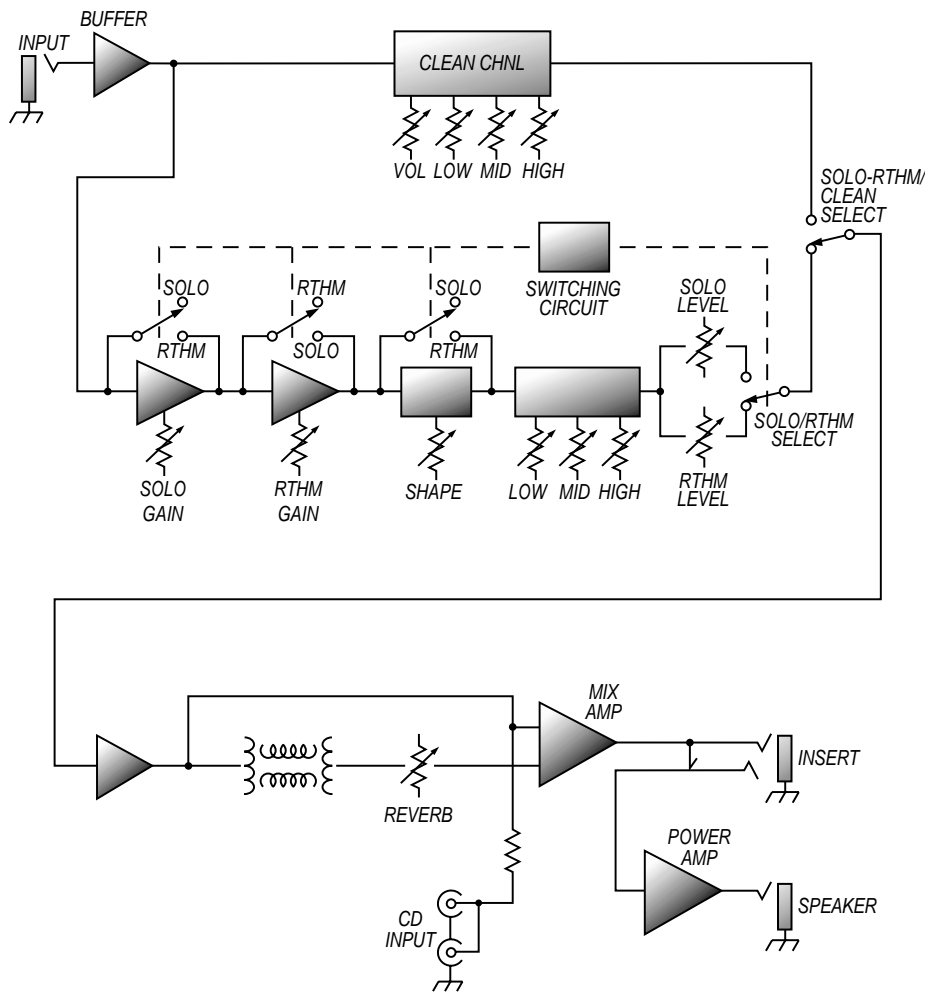 BUFFER
INPUT
CLEAN CHNL
VOL LOW MID HIGH
SOLO-RTHM/
CLEAN
SELECT
SOLO
RTHM
RTHM
SOLO
SOLO
RTHM
SWITCHING
CIRCUIT
SOLO
LEVEL
SOLO/RTHM
SELECT
SOLO
GAIN
RTHM
GAIN
SHAPE
LOW MID HIGH
RTHM
LEVEL
MIX
AMP
INSERT
REVERB
POWER
AMP
SPEAKER
CD
INPUT